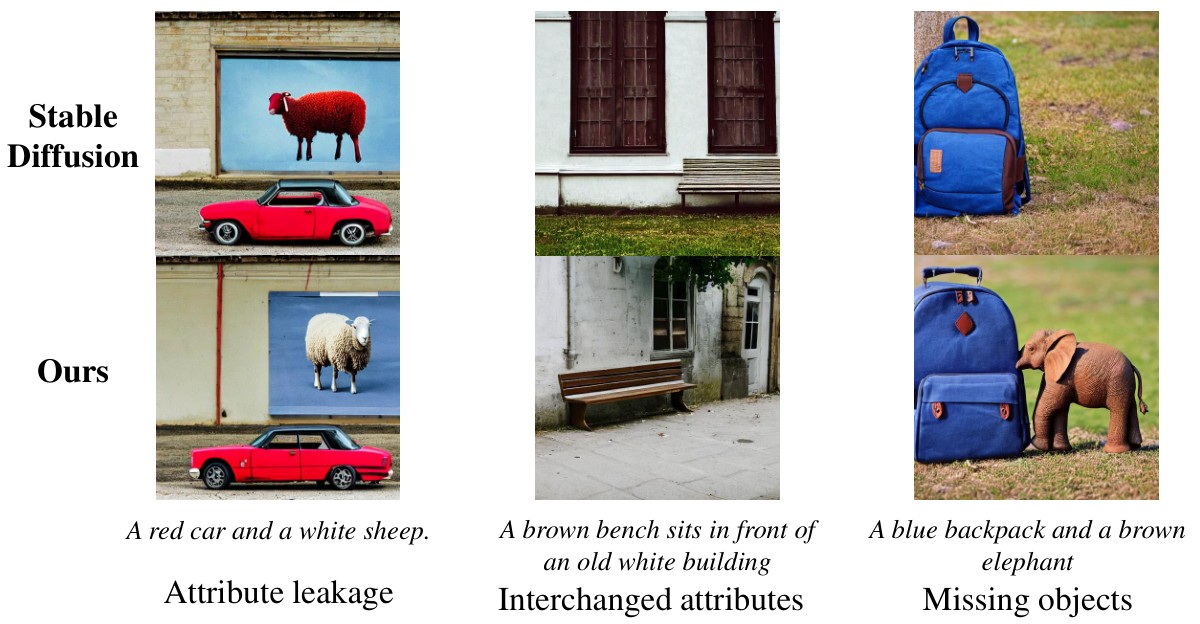 Stable
Diffusion
Ours
A red car and a white sheep.
A brown bench sits in front of
an old white building
A blue backpack and a brown
elephant
Attribute leakage
Interchanged attributes
Missing objects